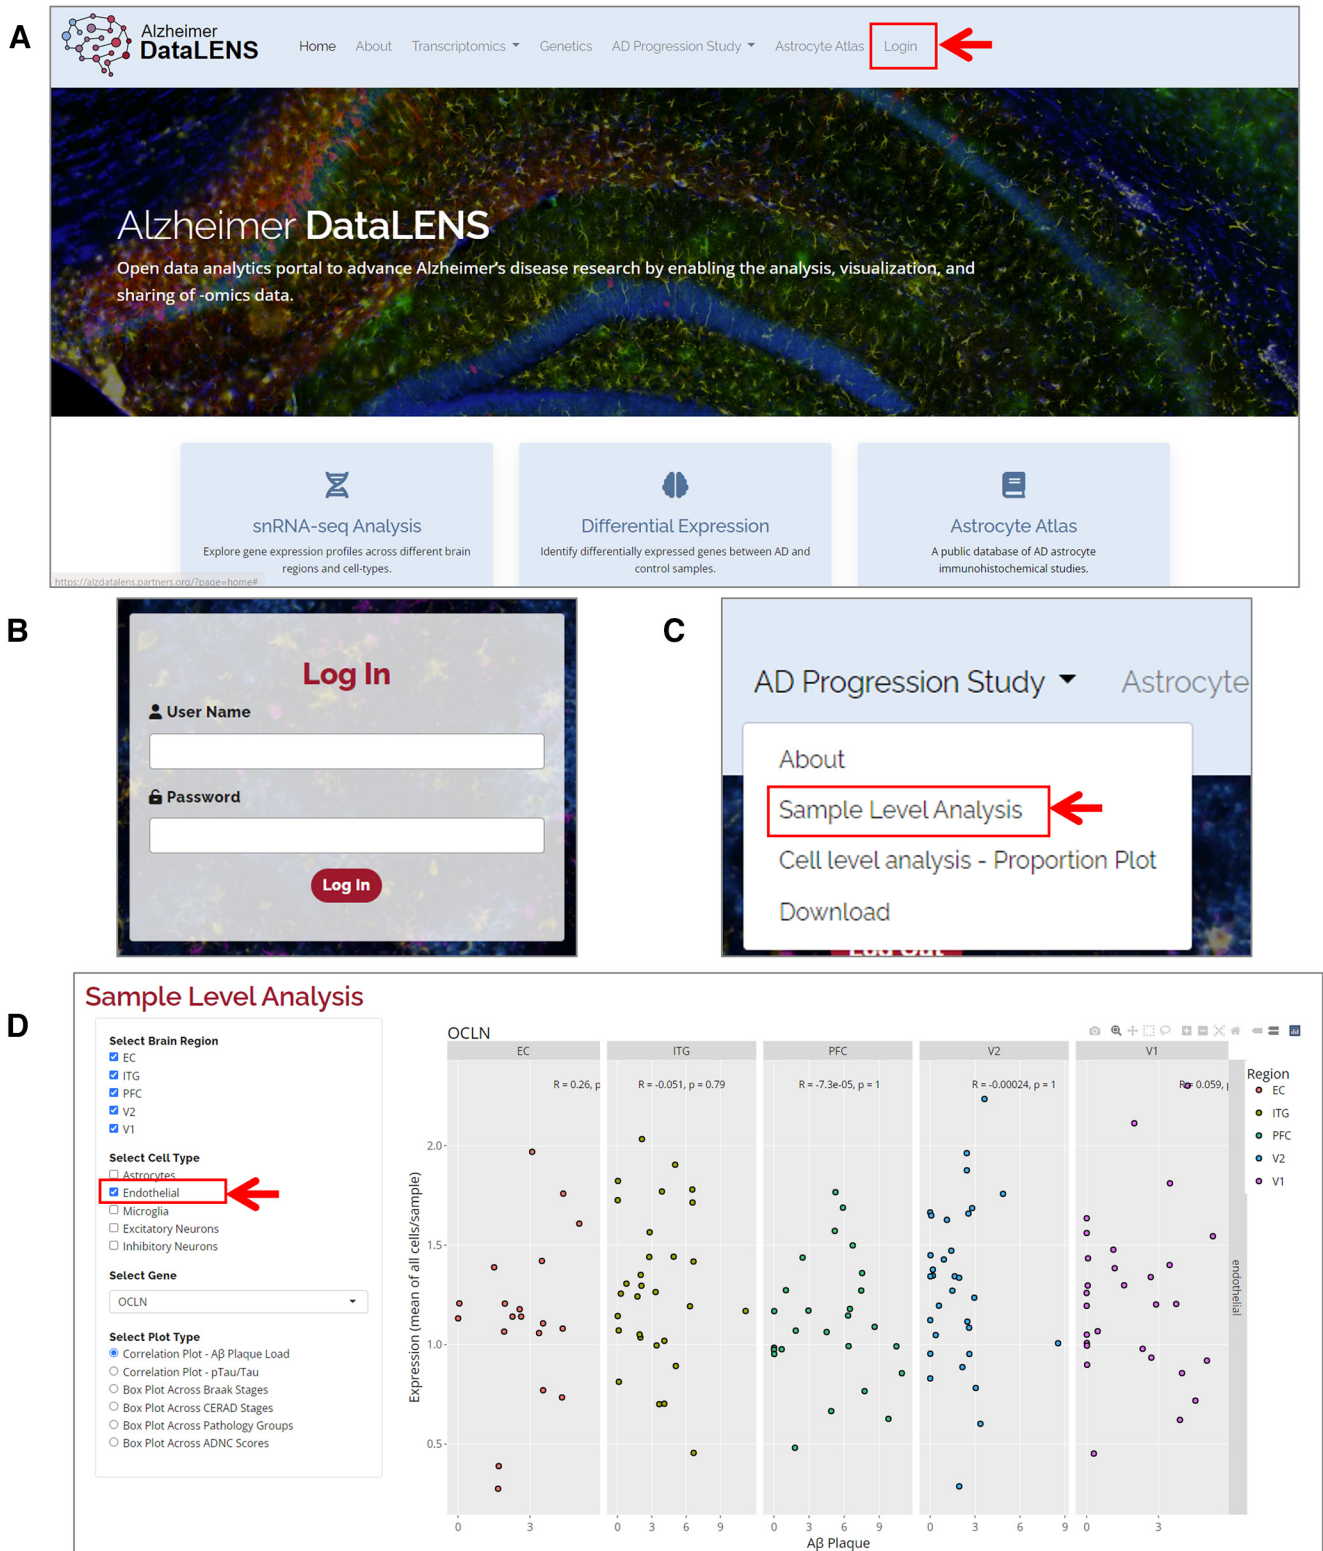 A
Alzheimer
DataLENS
Home About Transcriptomics Genetics AD Progression Study Astrocyte Atlas Login
Alzheimer DataLENS
Open data analytics portal to advance Alzheimer's disease research by enabling the analysis, visualization, and
sharing of -omics data.
snRNA-seq Analysis
Explore gene expression profiles across different brain
regions and cell-types.
Differential Expression
Identify differentially expressed genes between AD and
control samples.
Astrocyte Atlas
A public database of AD astrocyte
immunohistochemical studies.
https://alzdatalens.partners.org/?page=home#
B
Log In
User Name
Password
Log In
C
AD Progression Study Astrocyte
About
Sample Level Analysis
Cell level analysis - Proportion Plot
Download
Log Out
D
Sample Level Analysis
Select Brain Region
EC
ITG
PFC
V2
V1
Select Cell Type
Astrocytes
Endothelial
Microglia
Excitatory Neurons
Inhibitory Neurons
Select Gene
OCLN
Select Plot Type
Correlation Plot - Aβ Plaque Load
Correlation Plot - pTau/Tau
Box Plot Across Braak Stages
Box Plot Across CERAD Stages
Box Plot Across Pathology Groups
Box Plot Across ADNC Scores
OCLN
EC ITG PFC V2 V1
R = 0.26, p R = -0.051, p = 0.79 R = -7.3e-05, p = 1 R = -0.00024, p = 1 R = 0.059, p
Region
EC
ITG
PFC
V2
V1
2.0
1.5
1.0
0.5
Expression (mean of all cells/sample)
endothelial
0 3 0 3 6 9 0 3 6 9 0 3 6 9 0 3
Aβ Plaque